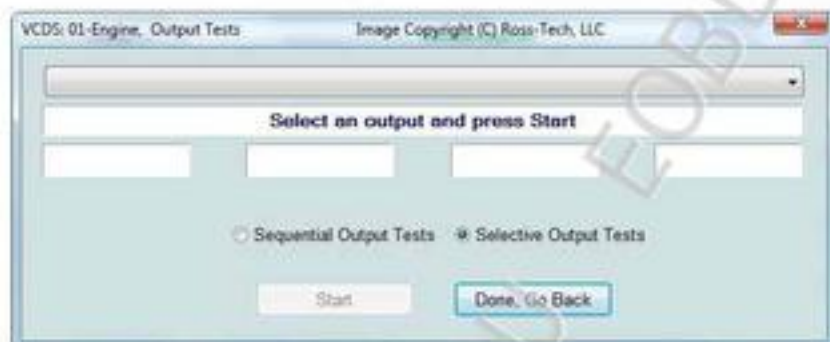 VCDS: 01-Engine, Output Tests Image Copyright (C) Ross-Tech, LLC
Select an output and press Start
Sequential Output Tests Selective Output Tests
Start Done, Go Back